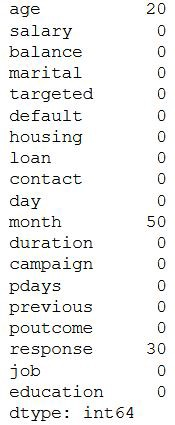 age 20
salary 0
balance 0
marital 0
targeted 0
default 0
housing 0
loan 0
contact 0
day 0
month 50
duration 0
campaign 0
pdays 0
previous 0
poutcome 0
response 30
job 0
education 0
dtype: int64